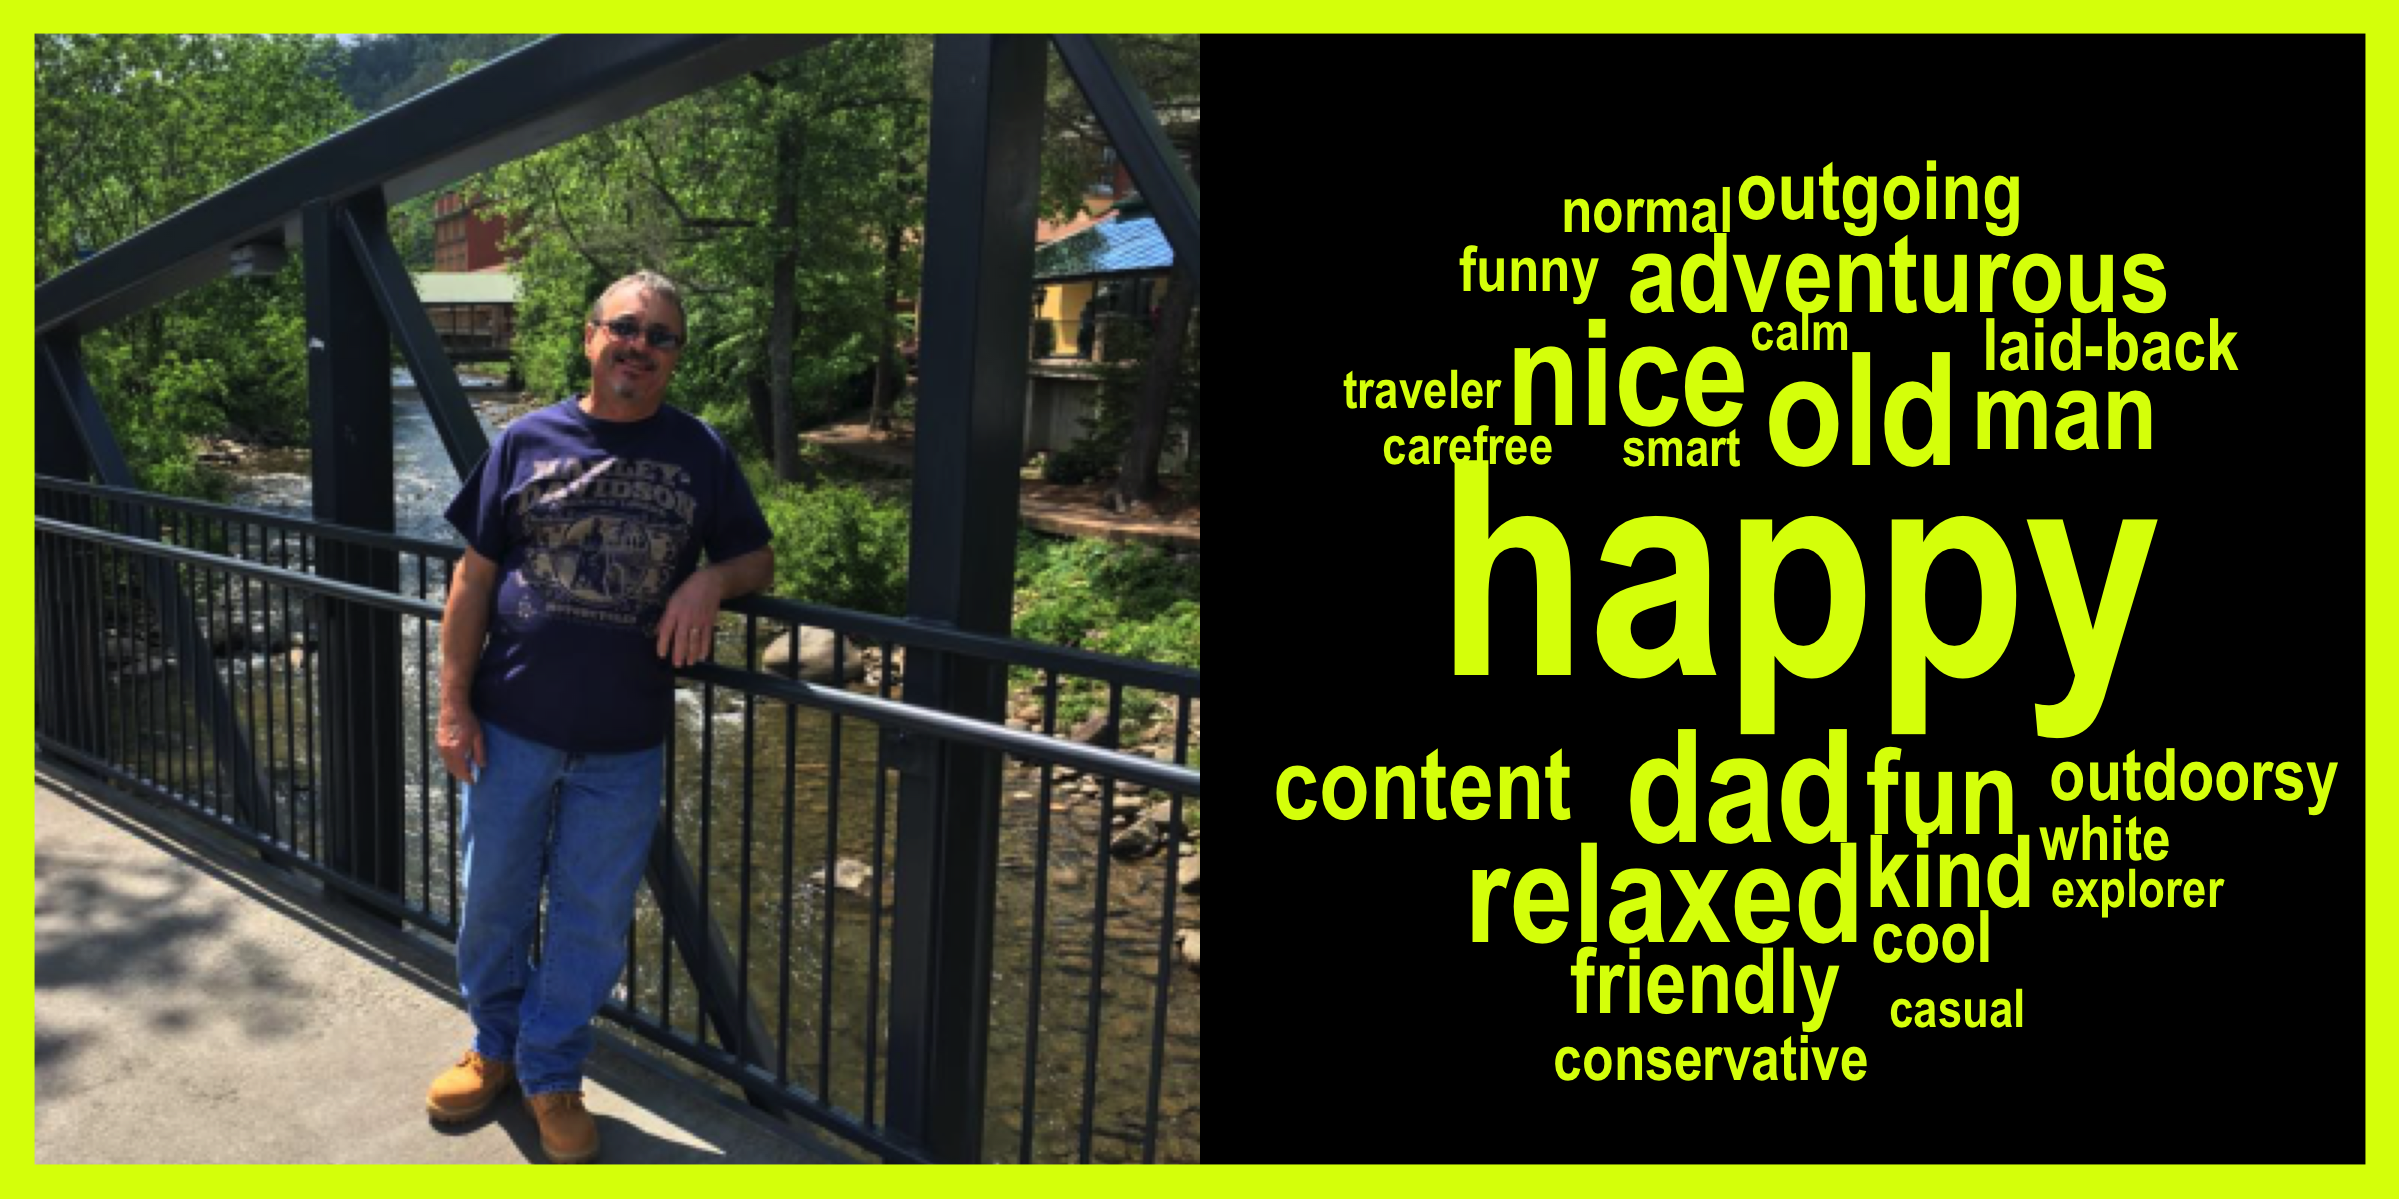 HARLEY-
DAVIDSON
MOTORCYCLES
normal outgoing
funny adventurous
calm
nice old laid-back
traveler man
carefree smart
happy
content dad fun outdoorsy
white
relaxed kind explorer
cool
friendly
casual
conservative